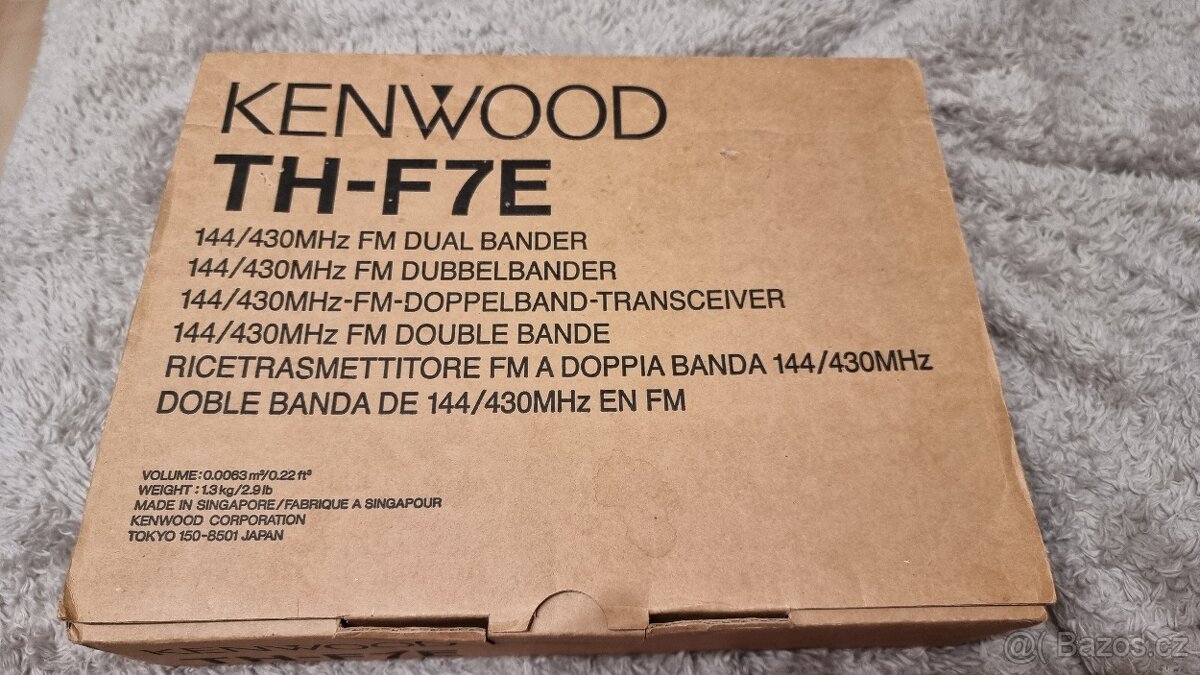 KENWOOD
TH-F7E
144/430MHz FM DUAL BANDER
144/430MHz FM DUBBELBANDER
144/430MHz-FM-DOPPELBAND-TRANSCEIVER
144/430MHz FM DOUBLE BANDE
RICETRASMETTITORE FM A DOPPIA BANDA 144/430MHz
DOBLE BANDA DE 144/430MHz EN FM
VOLUME: 0.0063 m³/0.22 ft³
WEIGHT: 1.3 kg/2.9 lb
MADE IN SINGAPORE/FABRIQUE A SINGAPOUR
KENWOOD CORPORATION
TOKYO 150-8501 JAPAN
KENWOOD
TH-F7E
@( Bazos.cz